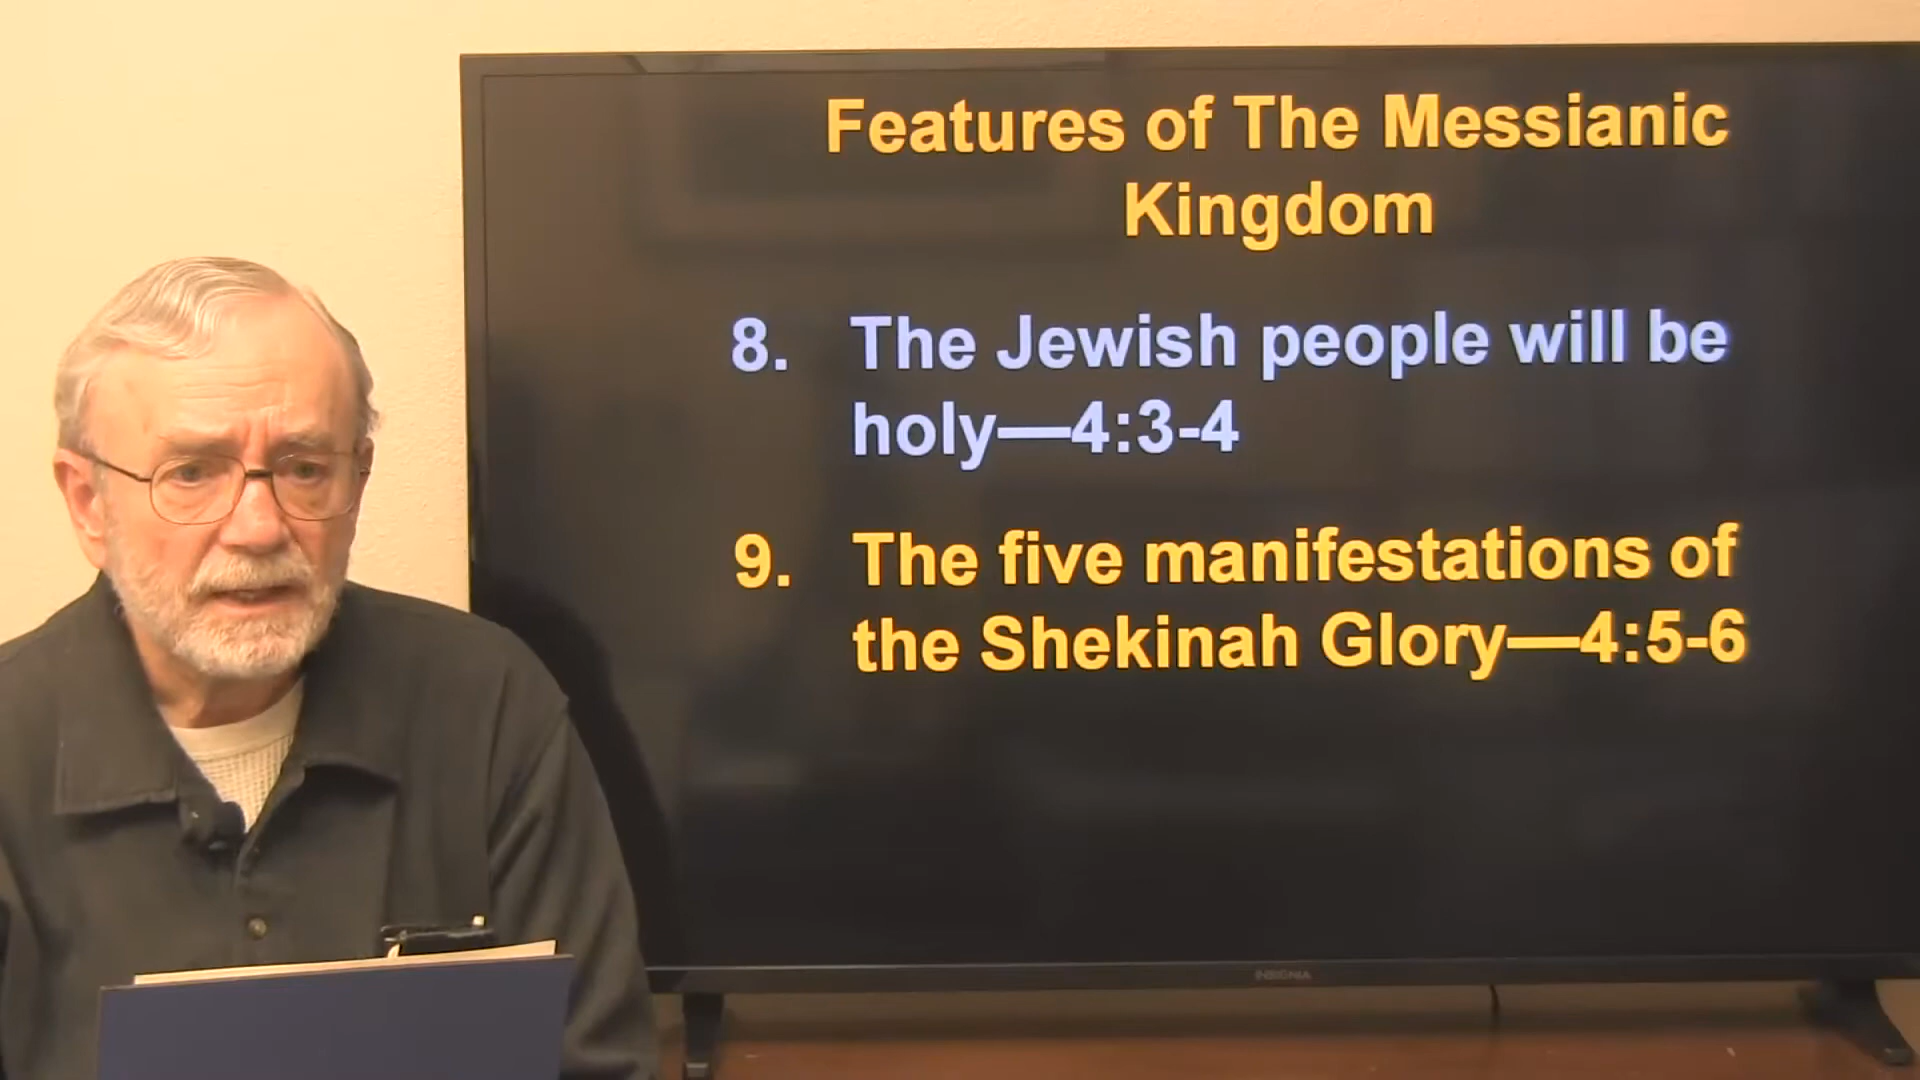 Features of The Messianic
Kingdom
8. The Jewish people will be
holy—4:3-4
9. The five manifestations of
the Shekinah Glory—4:5-6
INSIGNIA